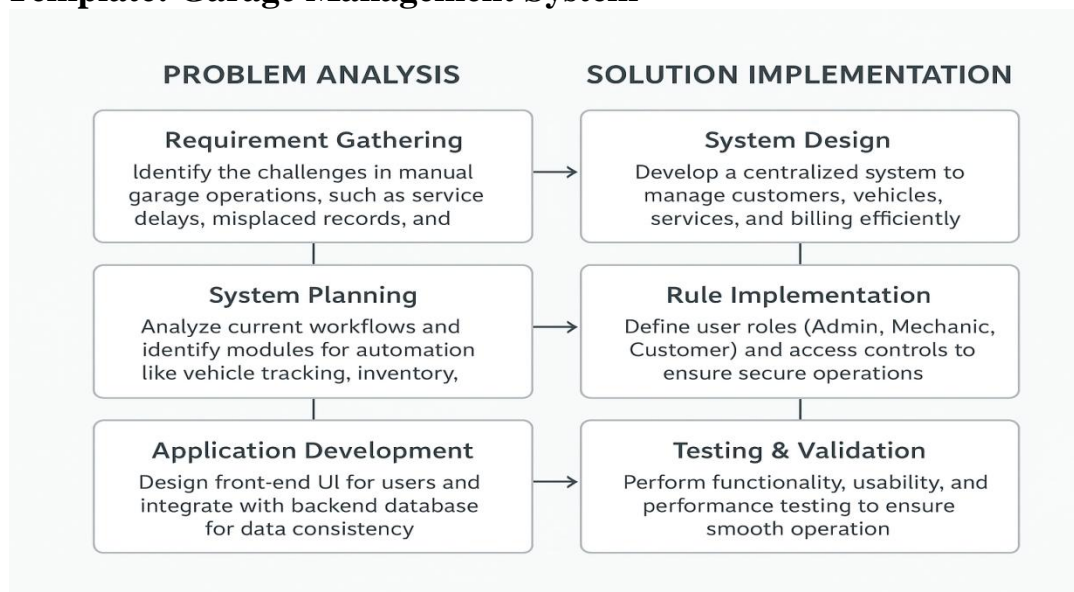 Template: Garage Management System
PROBLEM ANALYSIS
SOLUTION IMPLEMENTATION
Requirement Gathering
Identify the challenges in manual
garage operations, such as service
delays, misplaced records, and
System Design
Develop a centralized system to
manage customers, vehicles,
services, and billing efficiently
System Planning
Analyze current workflows and
identify modules for automation
like vehicle tracking, inventory,
Rule Implementation
Define user roles (Admin, Mechanic,
Customer) and access controls to
ensure secure operations
Application Development
Design front-end UI for users and
integrate with backend database
for data consistency
Testing & Validation
Perform functionality, usability, and
performance testing to ensure
smooth operation